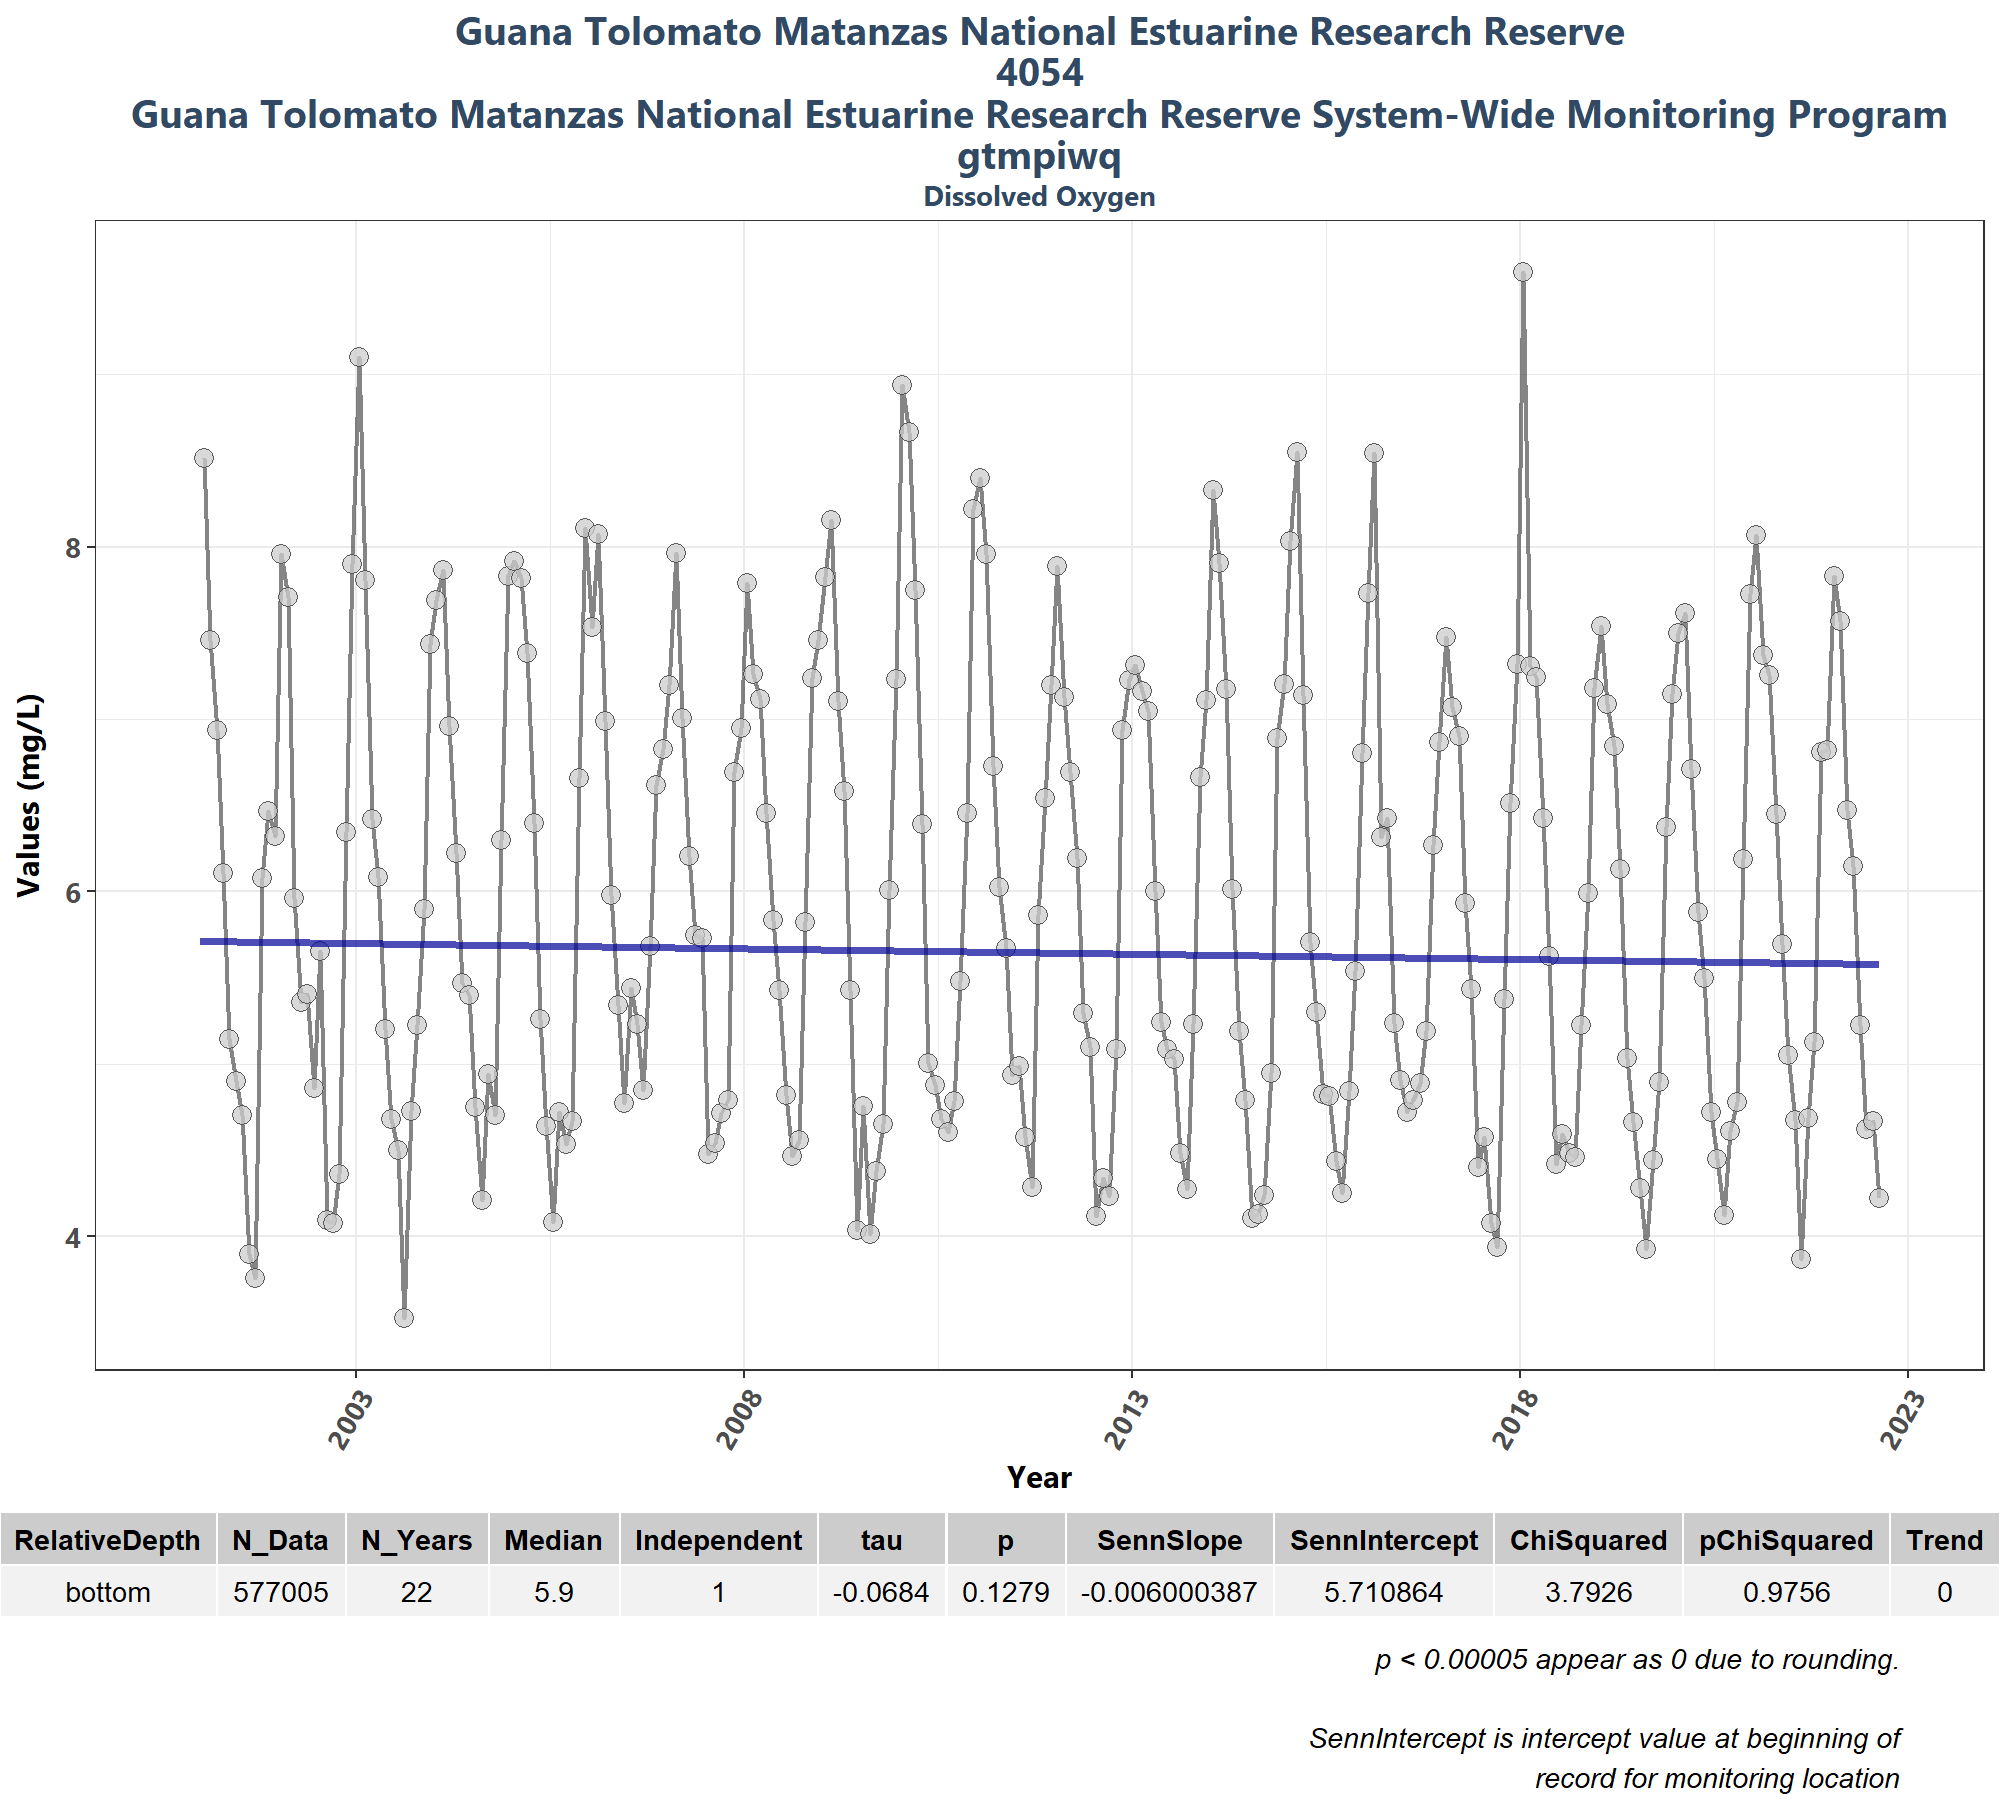 Guana Tolomato Matanzas National Estuarine Research Reserve
4054
Guana Tolomato Matanzas National Estuarine Research Reserve System-Wide Monitoring Program
gtmpiwq
Dissolved Oxygen
Values (mg/L)
8
6
4
2003 2008 2013 2018 2023
Year
RelativeDepth N_Data N_Years Median Independent tau p SennSlope SennIntercept ChiSquared pChiSquared Trend
bottom 577005 22 5.9 1 -0.0684 0.1279 -0.006000387 5.710864 3.7926 0.9756 0
p < 0.00005 appear as 0 due to rounding.
SennIntercept is intercept value at beginning of
record for monitoring location